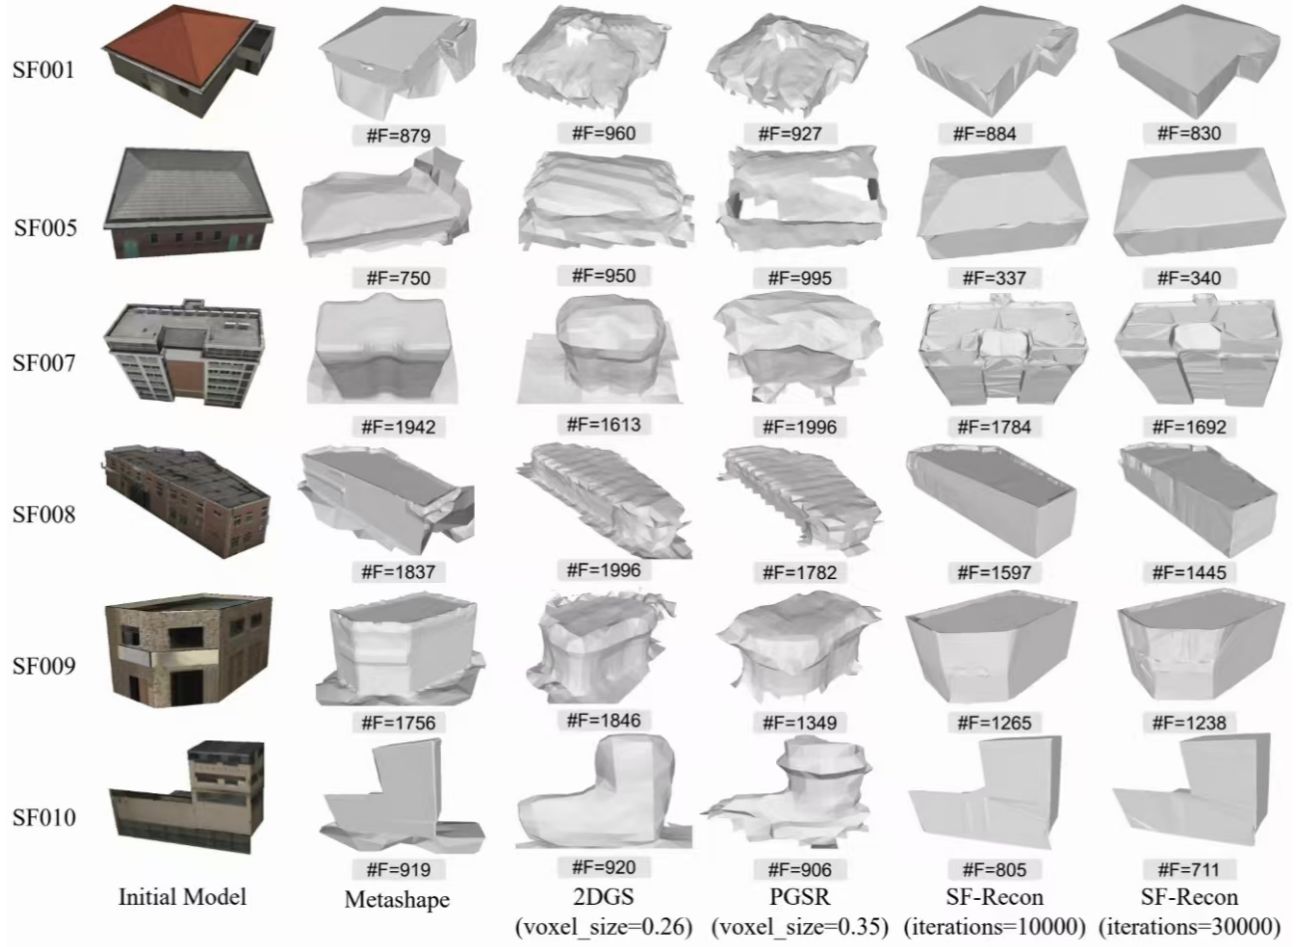 SF001
#F=879
#F=960
#F=927
#F=884
#F=830
SF005
#F=750
#F=950
#F=995
#F=337
#F=340
SF007
#F=1942
#F=1613
#F=1996
#F=1784
#F=1692
SF008
#F=1837
#F=1996
#F=1782
#F=1597
#F=1445
SF009
#F=1756
#F=1846
#F=1349
#F=1265
#F=1238
SF010
#F=919
#F=920
#F=906
#F=805
#F=711
Initial Model
Metashape
2DGS
(voxel_size=0.26)
PGSR
(voxel_size=0.35)
SF-Recon
(iterations=10000)
SF-Recon
(iterations=30000)